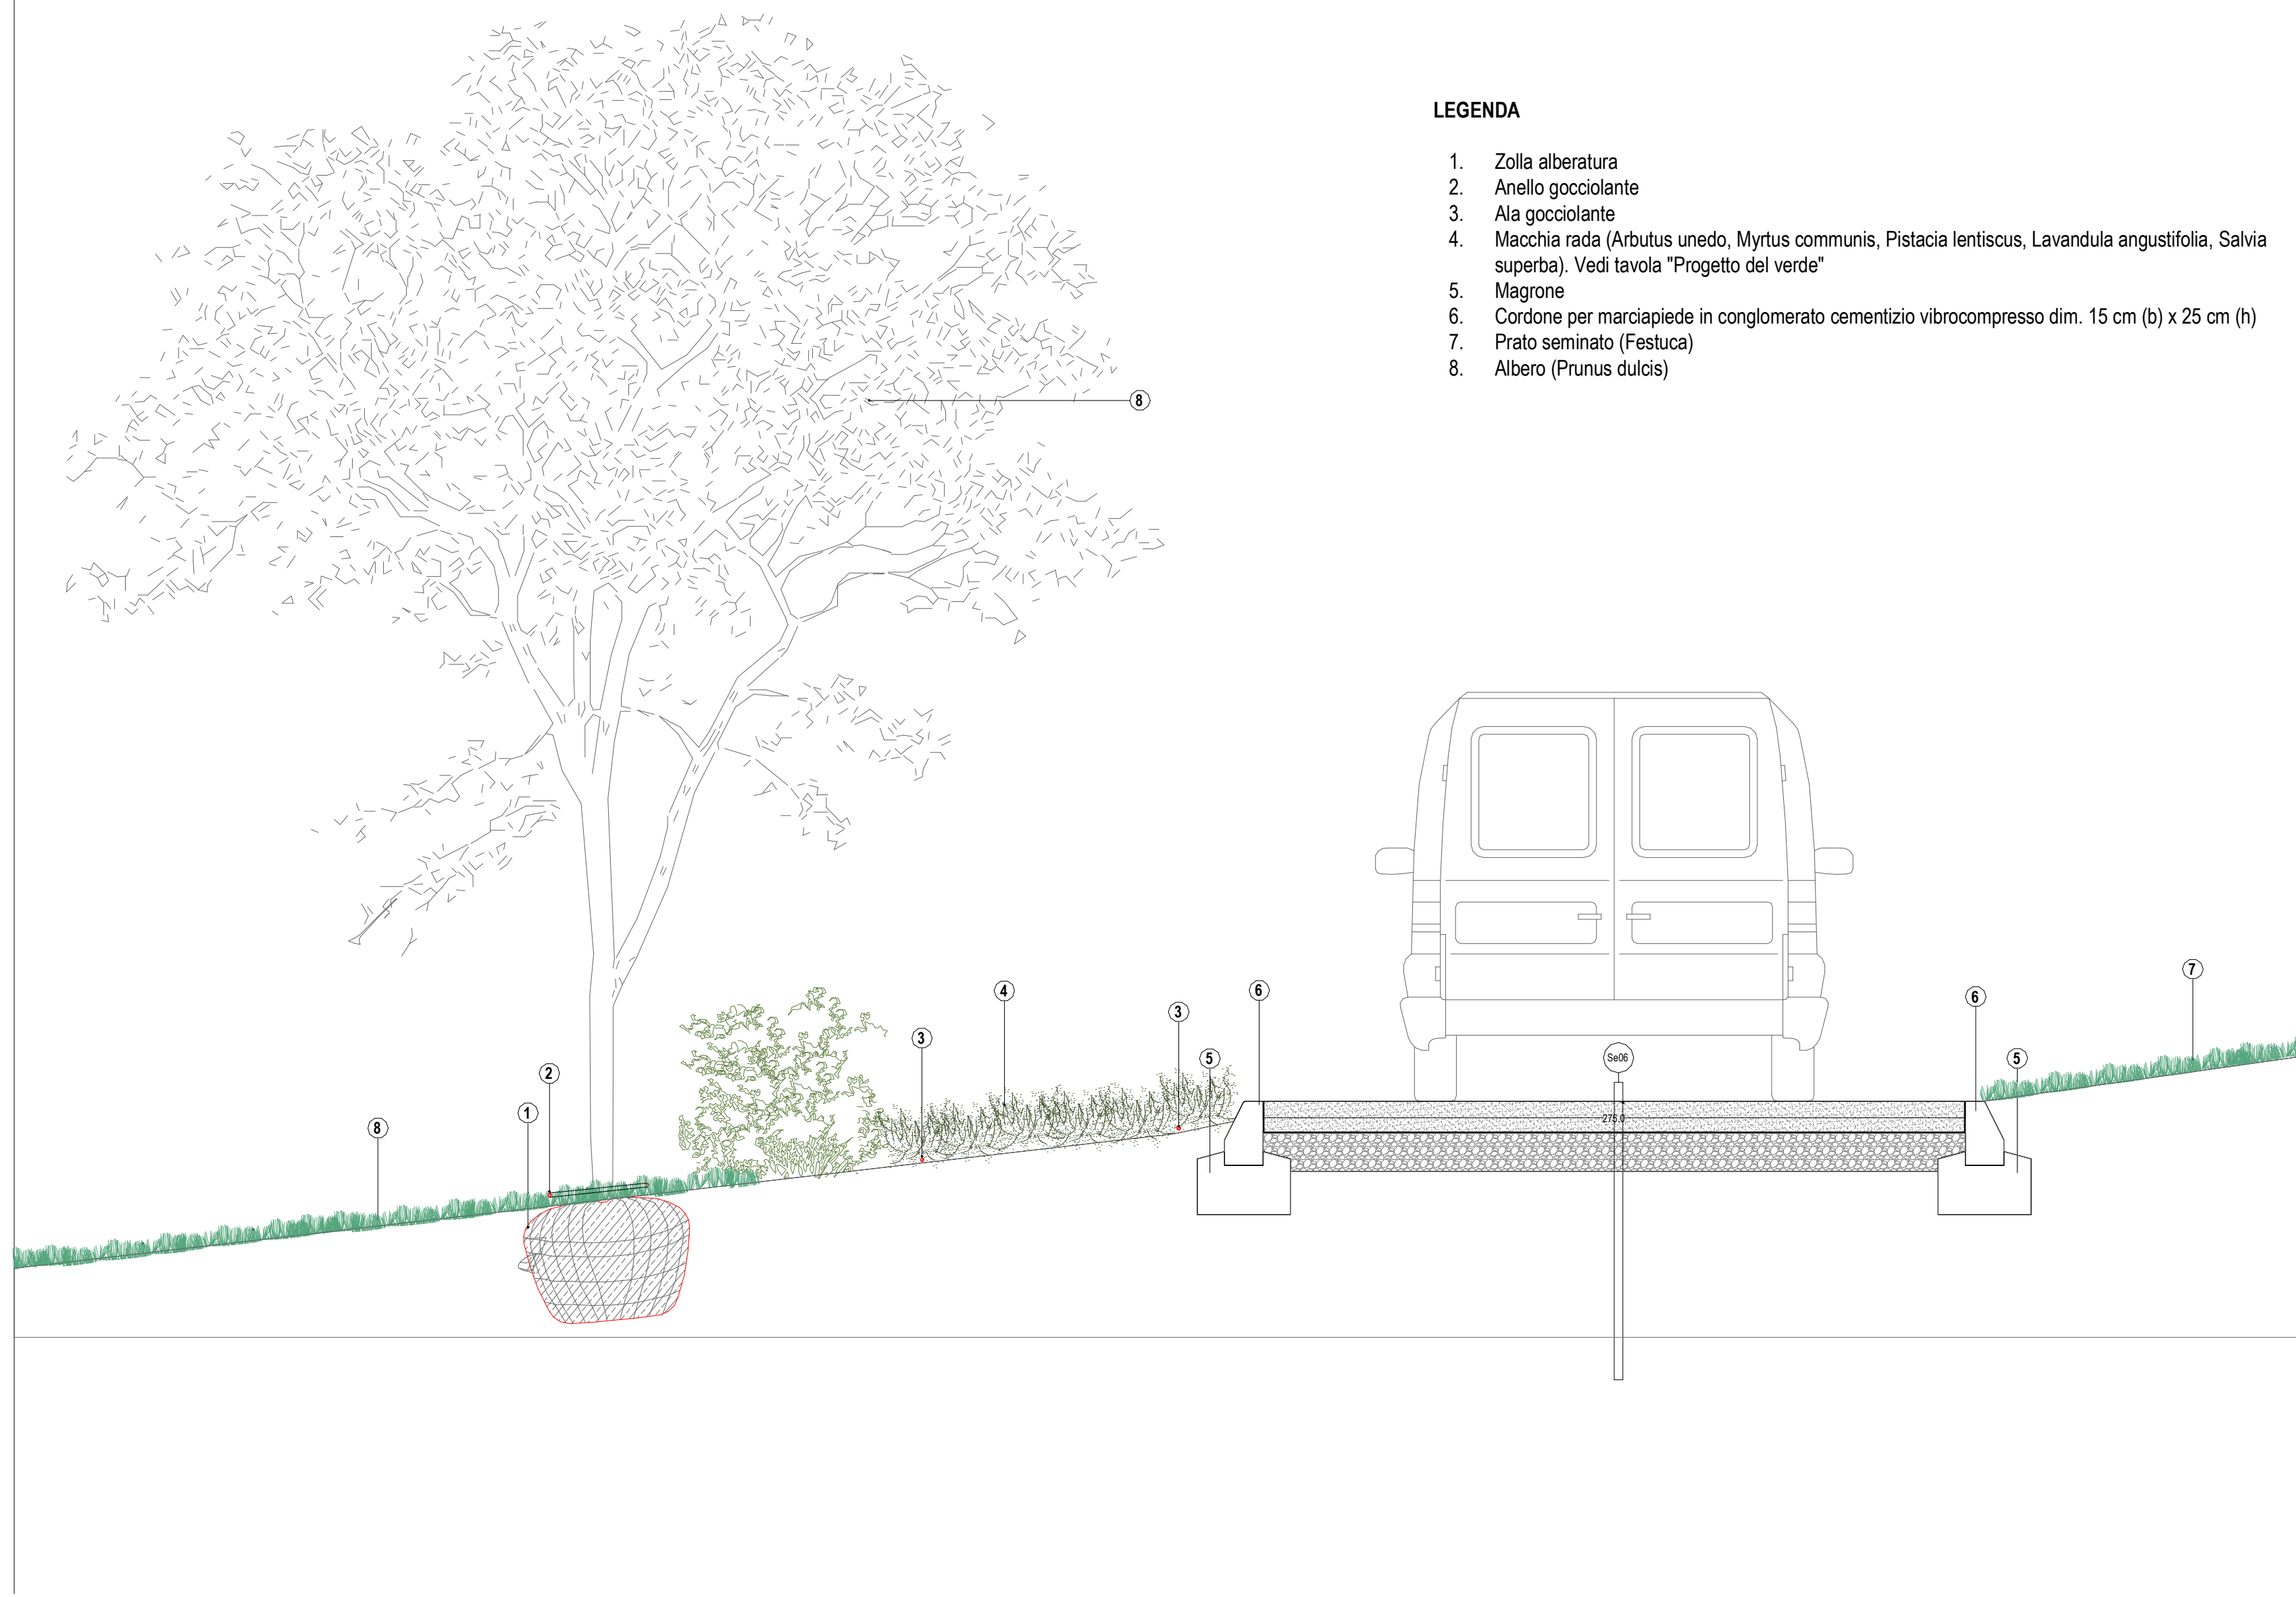 LEGENDA
1. Zolla alberatura
2. Anello gocciolante
3. Ala gocciolante
4. Macchia rada (Arbutus unedo, Myrtus communis, Pistacia lentiscus, Lavandula angustifolia, Salvia
superba). Vedi tavola "Progetto del verde"
5. Magrone
6. Cordone per marciapiede in conglomerato cementizio vibrocompresso dim. 15 cm (b) x 25 cm (h)
7. Prato seminato (Festuca)
8. Albero (Prunus dulcis)
8
7
4
6
6
3
3
5
Se06
5
2
1
275.0
8